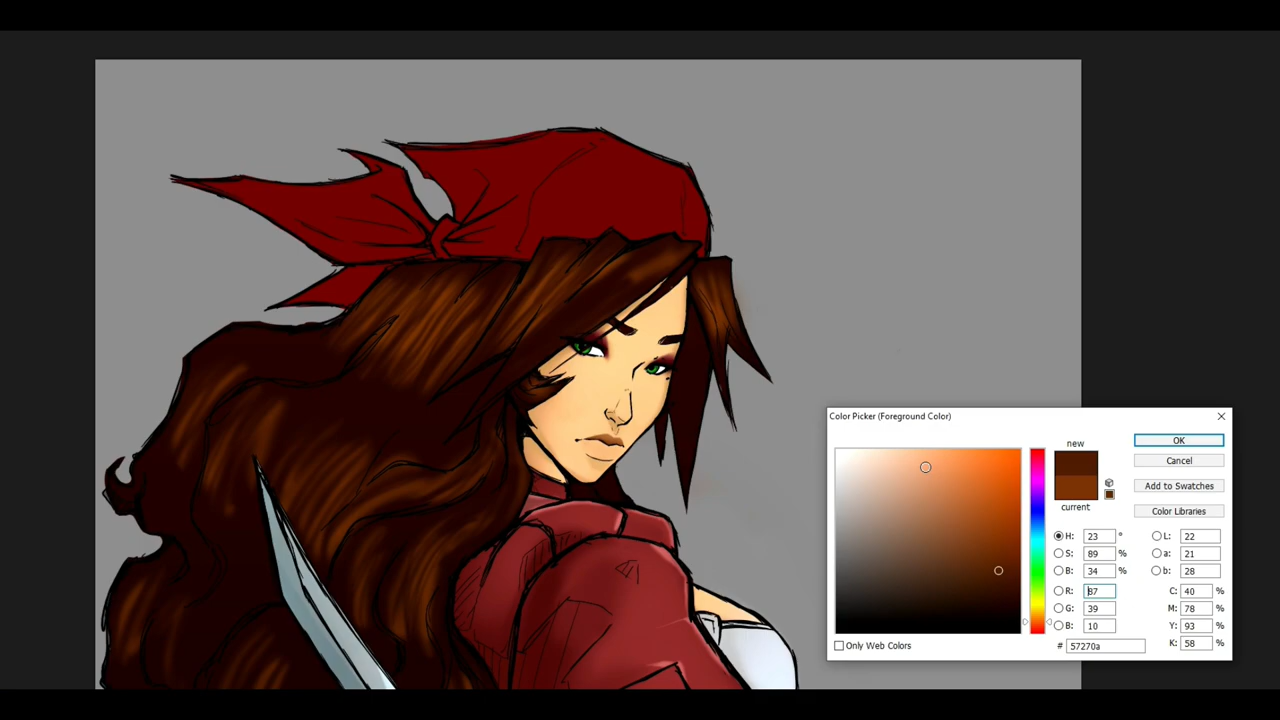 Color Picker (Foreground Color)
new
current
OK
Cancel
Add to Swatches
Color Libraries
H: 23 °
S: 89 %
B: 34 %
R: 87
G: 39
B: 10
L: 22
a: 21
b: 28
C: 40 %
M: 78 %
Y: 93 %
K: 58 %
# 57270a
Only Web Colors